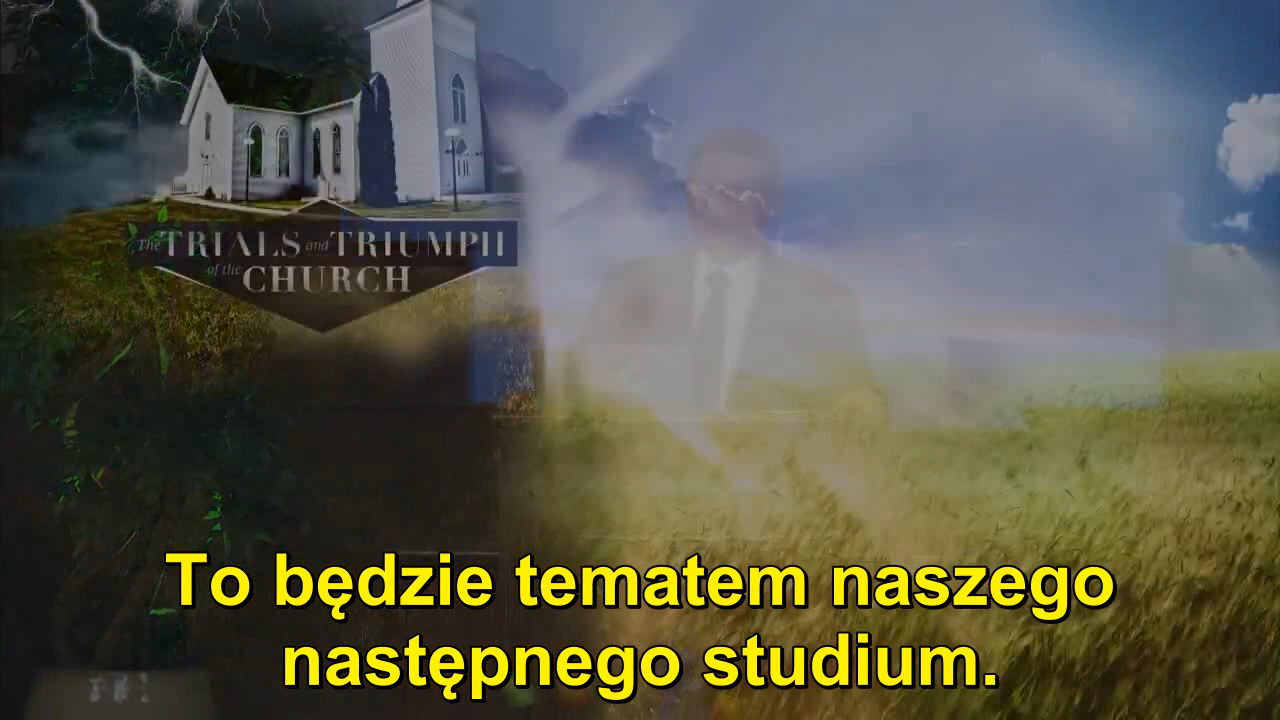 The TRIALS and TRIUMPH
of the CHURCH
To będzie tematem naszego
następnego studium.